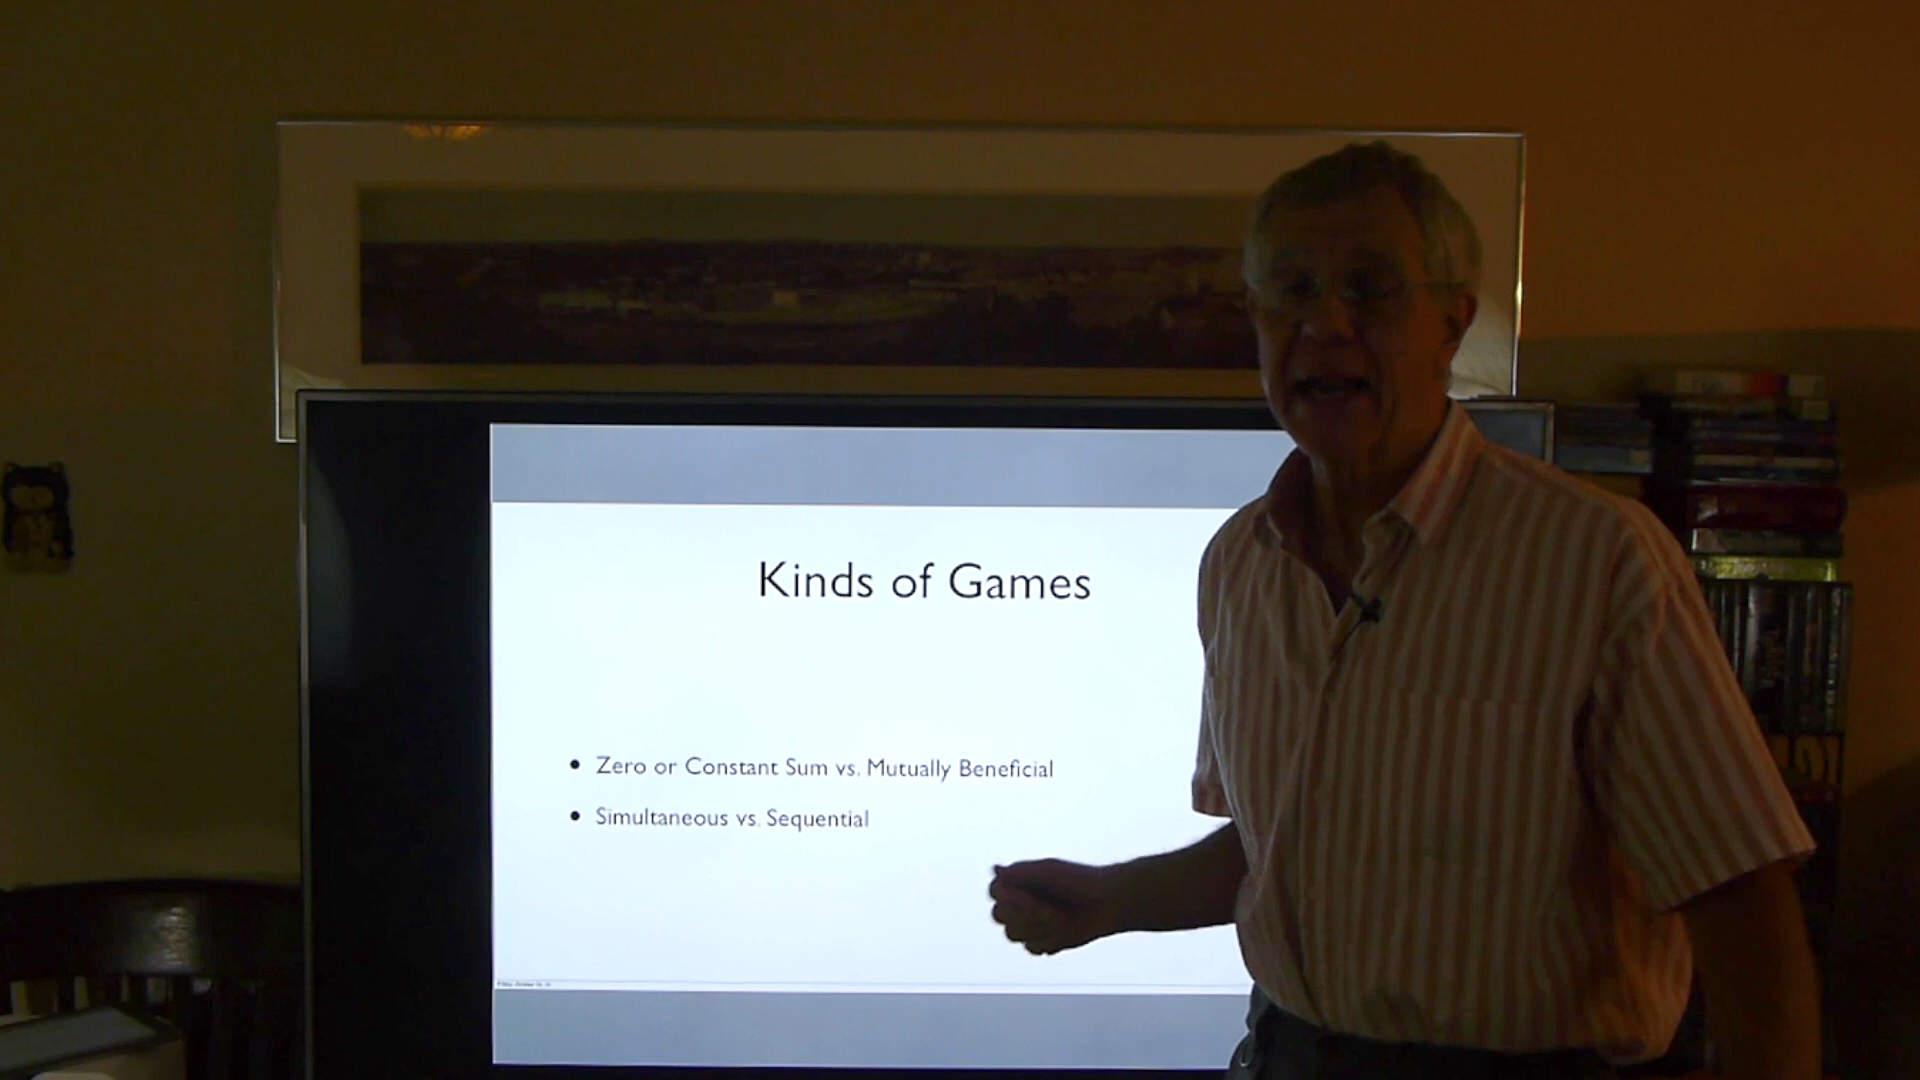 Kinds of Games
• Zero or Constant Sum vs. Mutually Beneficial
• Simultaneous vs. Sequential